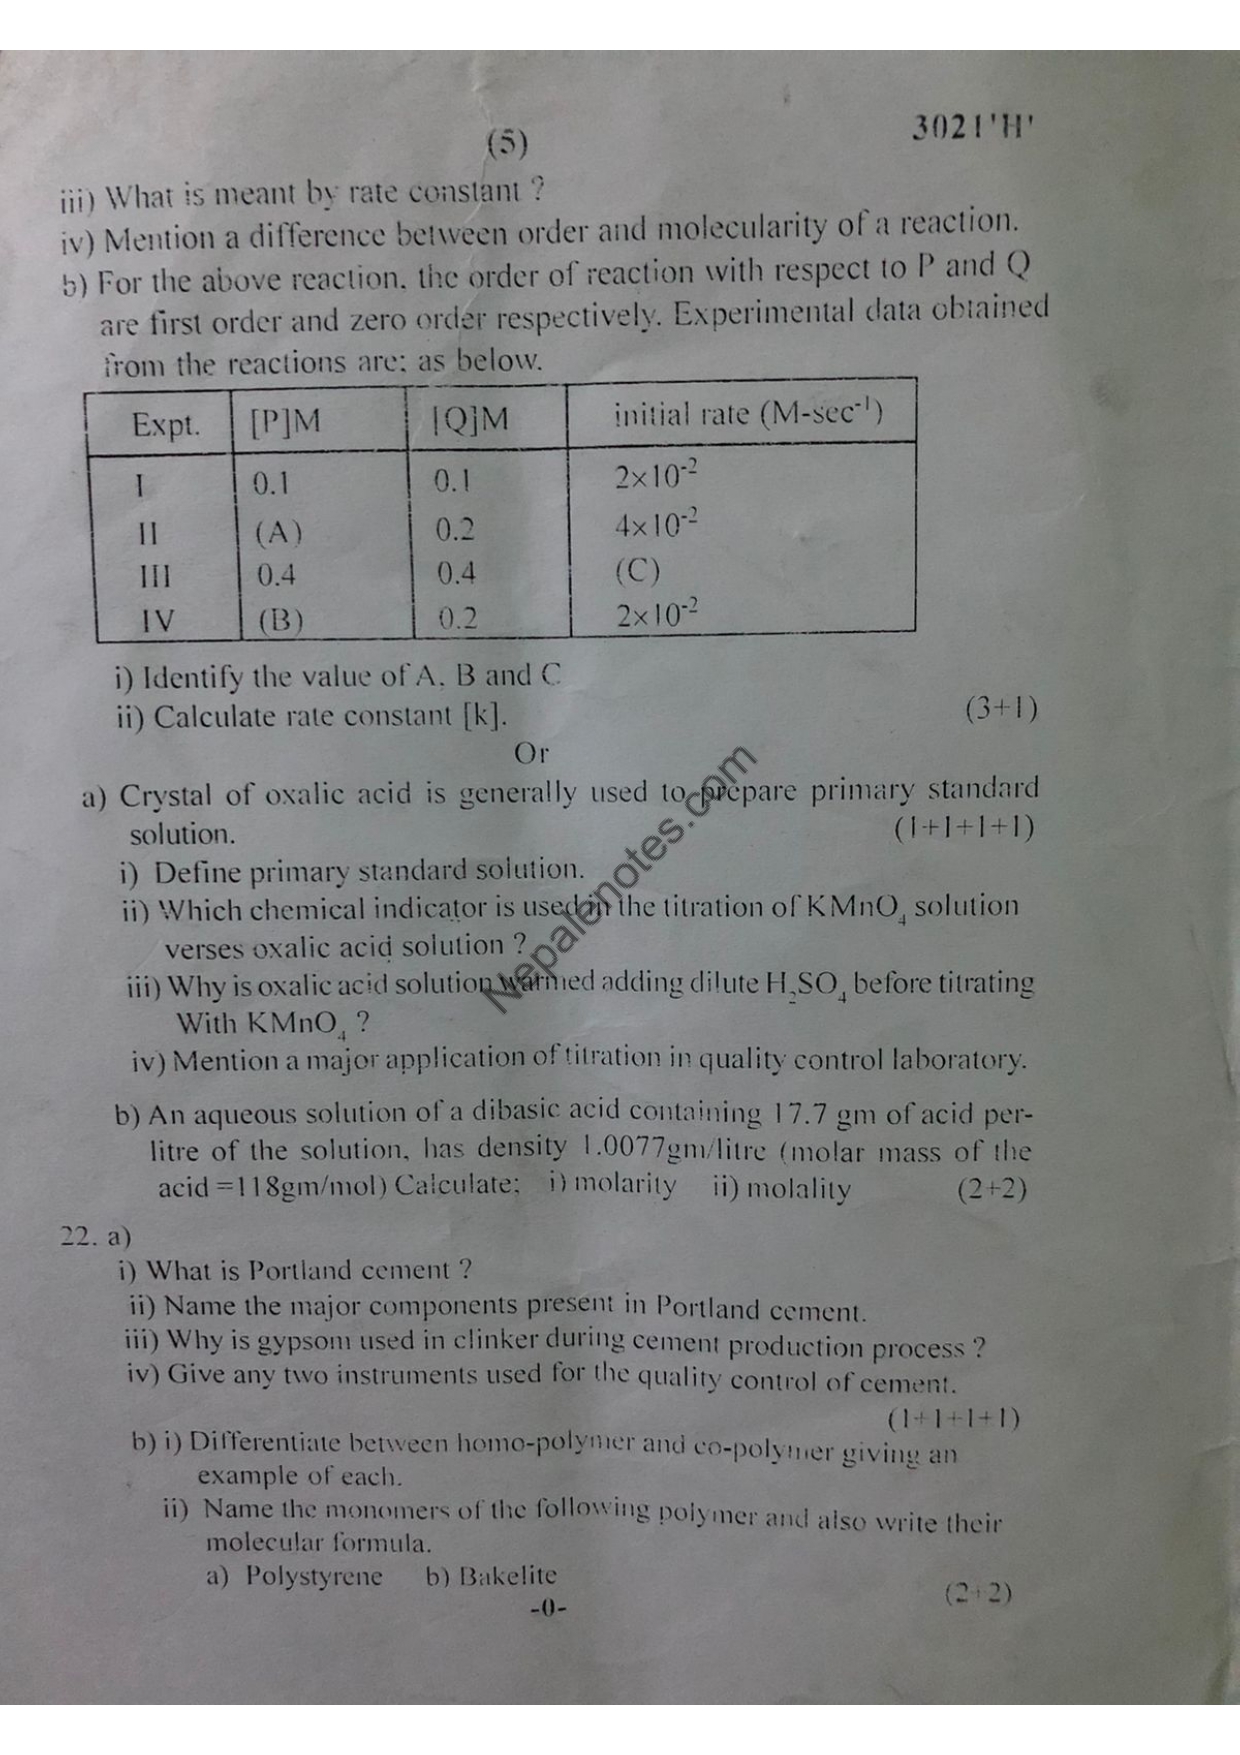 (5)
3021'H'
iii) What is meant by rate constant ?
iv) Mention a difference between order and molecularity of a reaction.
b) For the above reaction, the order of reaction with respect to P and Q
are first order and zero order respectively. Experimental data obtained
from the reactions are: as below.
Expt. [P]M [Q]M initial rate (M-sec⁻¹)
I 0.1 0.1 2×10⁻²
II (A) 0.2 4×10⁻²
III 0.4 0.4 (C)
IV (B) 0.2 2×10⁻²
i) Identify the value of A, B and C
ii) Calculate rate constant [k].
(3+1)
Or
a) Crystal of oxalic acid is generally used to prepare primary standard
solution.
(1+1+1+1)
i) Define primary standard solution.
ii) Which chemical indicator is used in the titration of KMnO₄ solution
verses oxalic acid solution ?
iii) Why is oxalic acid solution warmed adding dilute H₂SO₄ before titrating
With KMnO₄ ?
iv) Mention a major application of titration in quality control laboratory.
b) An aqueous solution of a dibasic acid containing 17.7 gm of acid per-
litre of the solution, has density 1.0077gm/litre (molar mass of the
acid =118gm/mol) Calculate; i) molarity ii) molality (2+2)
22. a)
i) What is Portland cement ?
ii) Name the major components present in Portland cement.
iii) Why is gypsom used in clinker during cement production process ?
iv) Give any two instruments used for the quality control of cement.
(1+1+1+1)
b) i) Differentiate between homo-polymer and co-polymer giving an
example of each.
ii) Name the monomers of the following polymer and also write their
molecular formula.
a) Polystyrene b) Bakelite
(2+2)
-0-
Nepalenotes.com